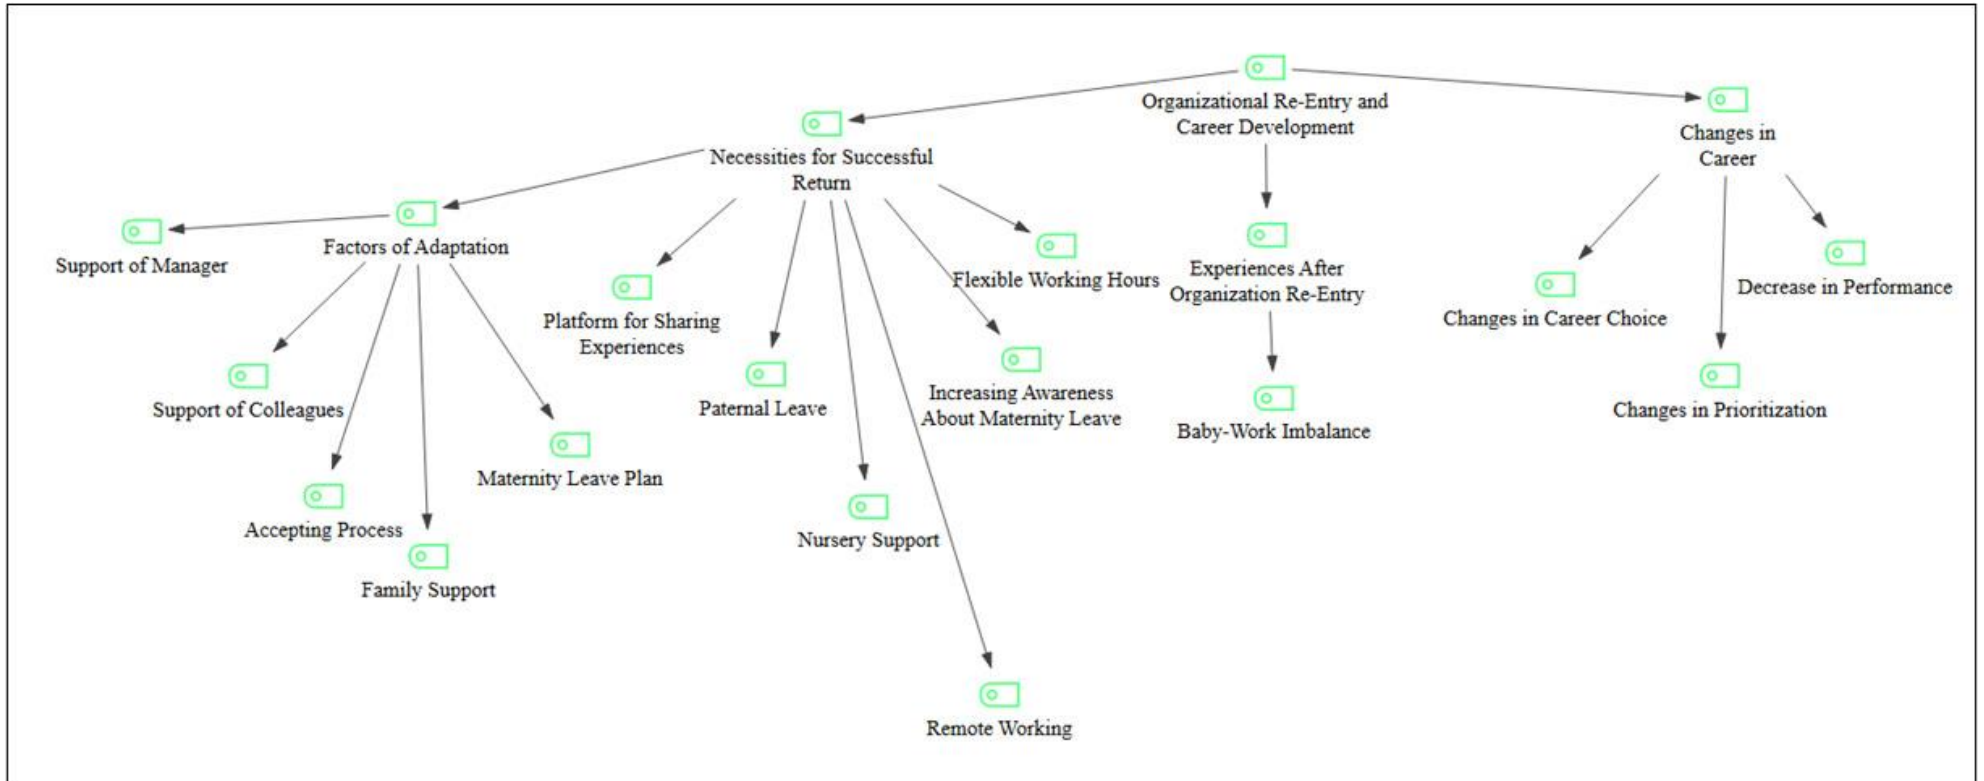 Organizational Re-Entry and
Career Development
Necessities for Successful
Return
Changes in
Career
Factors of Adaptation
Support of Manager
Support of Colleagues
Accepting Process
Family Support
Maternity Leave Plan
Platform for Sharing
Experiences
Paternal Leave
Nursery Support
Remote Working
Increasing Awareness
About Maternity Leave
Flexible Working Hours
Experiences After
Organization Re-Entry
Baby-Work Imbalance
Changes in Career Choice
Changes in Prioritization
Decrease in Performance